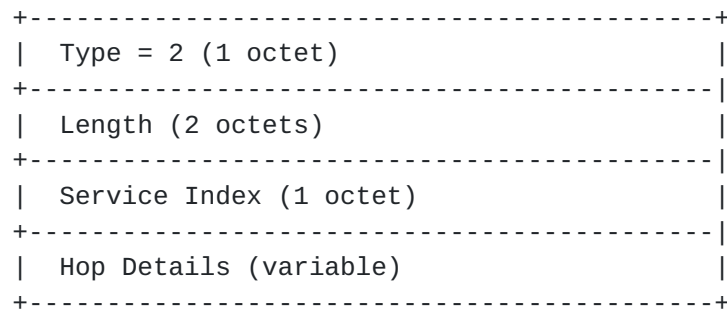 +--------------------------------------------+
|  Type = 2 (1 octet)                        |
+--------------------------------------------|
|  Length (2 octets)                         |
+--------------------------------------------|
|  Service Index (1 octet)                   |
+--------------------------------------------|
|  Hop Details (variable)                    |
+--------------------------------------------+